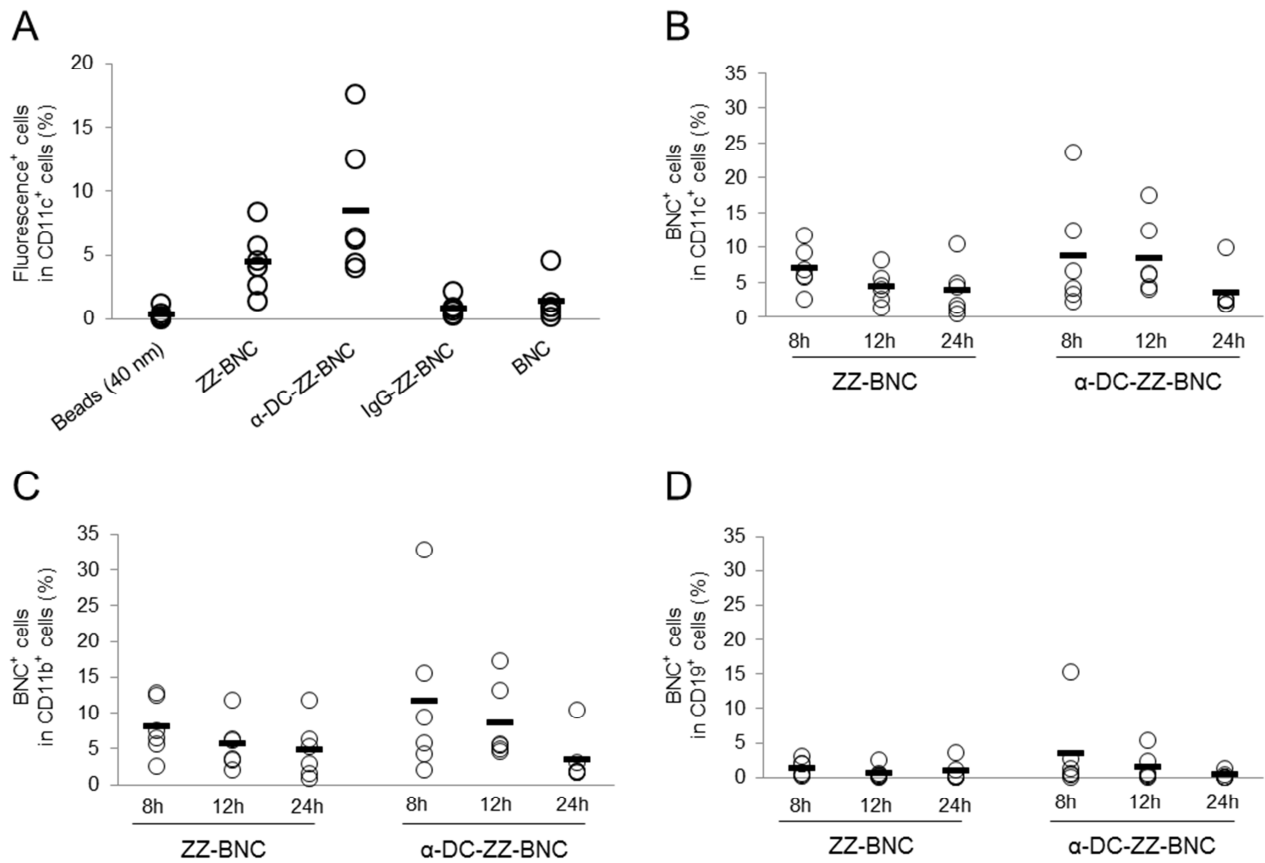 A
Fluorescence⁺ cells
in CD11c⁺ cells (%)
20
15
10
5
0
Beads (40 nm)
ZZ-BNC
α-DC-ZZ-BNC
IgG-ZZ-BNC
BNC
B
BNC⁺ cells
in CD11c⁺ cells (%)
35
30
25
20
15
10
5
0
8h 12h 24h 8h 12h 24h
ZZ-BNC α-DC-ZZ-BNC
C
BNC⁺ cells
in CD11b⁺ cells (%)
35
30
25
20
15
10
5
0
8h 12h 24h 8h 12h 24h
ZZ-BNC α-DC-ZZ-BNC
D
BNC⁺ cells
in CD19⁺ cells (%)
35
30
25
20
15
10
5
0
8h 12h 24h 8h 12h 24h
ZZ-BNC α-DC-ZZ-BNC